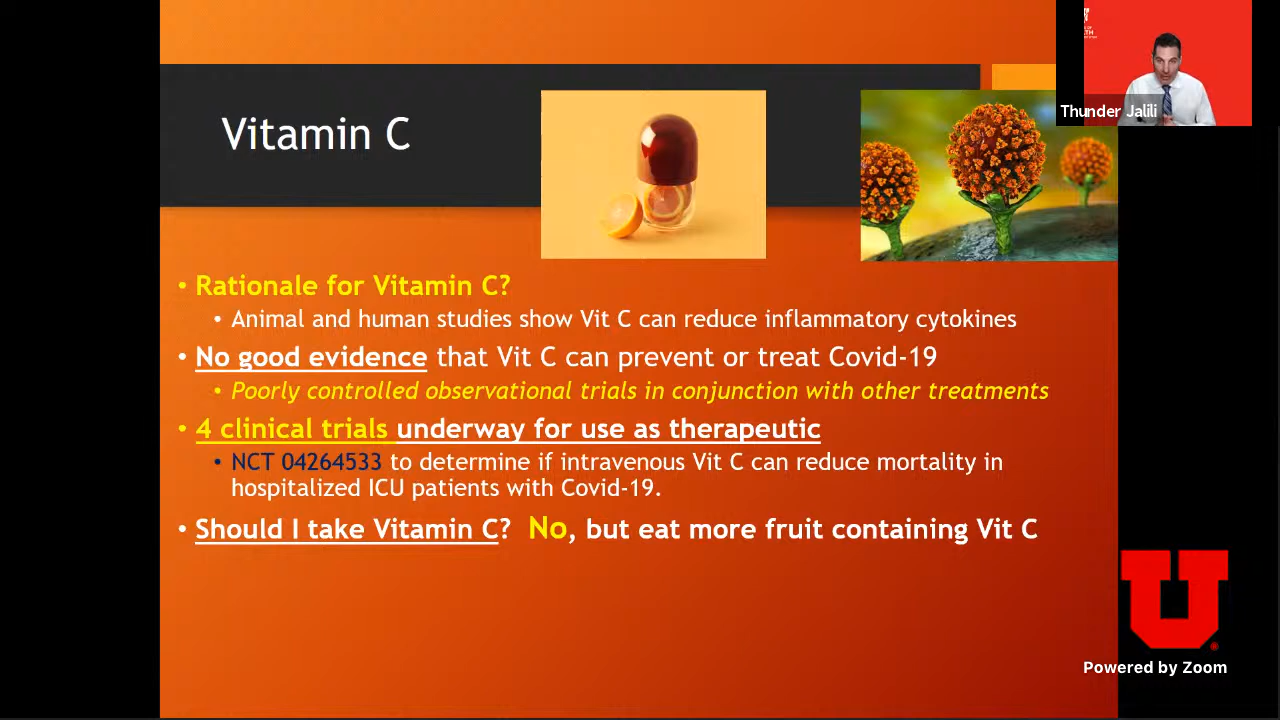 Vitamin C
Thunder Jalili
• Rationale for Vitamin C?
• Animal and human studies show Vit C can reduce inflammatory cytokines
• No good evidence that Vit C can prevent or treat Covid-19
• Poorly controlled observational trials in conjunction with other treatments
• 4 clinical trials underway for use as therapeutic
• NCT 04264533 to determine if intravenous Vit C can reduce mortality in
hospitalized ICU patients with Covid-19.
• Should I take Vitamin C? No, but eat more fruit containing Vit C
U
Powered by Zoom